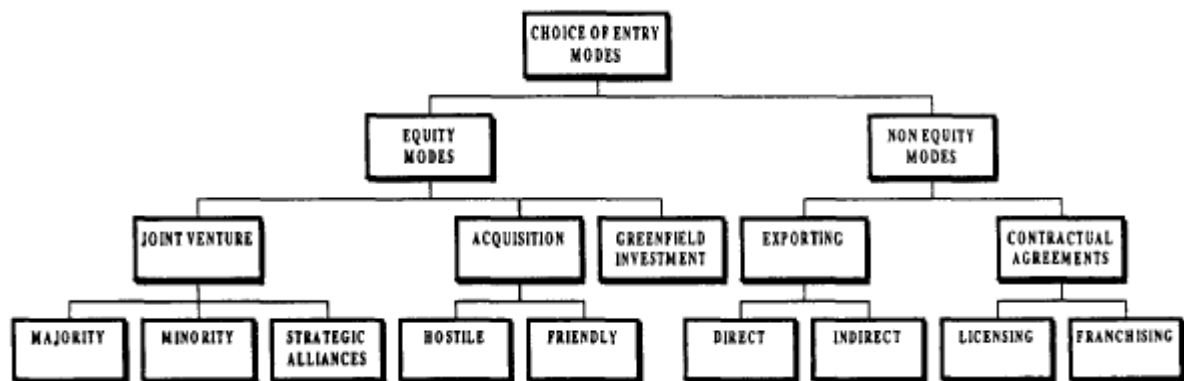 CHOICE OF ENTRY
MODES
EQUITY
MODES
NON EQUITY
MODES
JOINT VENTURE
ACQUISITION
GREENFIELD
INVESTMENT
EXPORTING
CONTRACTUAL
AGREEMENTS
MAJORITY
MINORITY
STRATEGIC
ALLIANCES
HOSTILE
FRIENDLY
DIRECT
INDIRECT
LICENSING
FRANCHISING